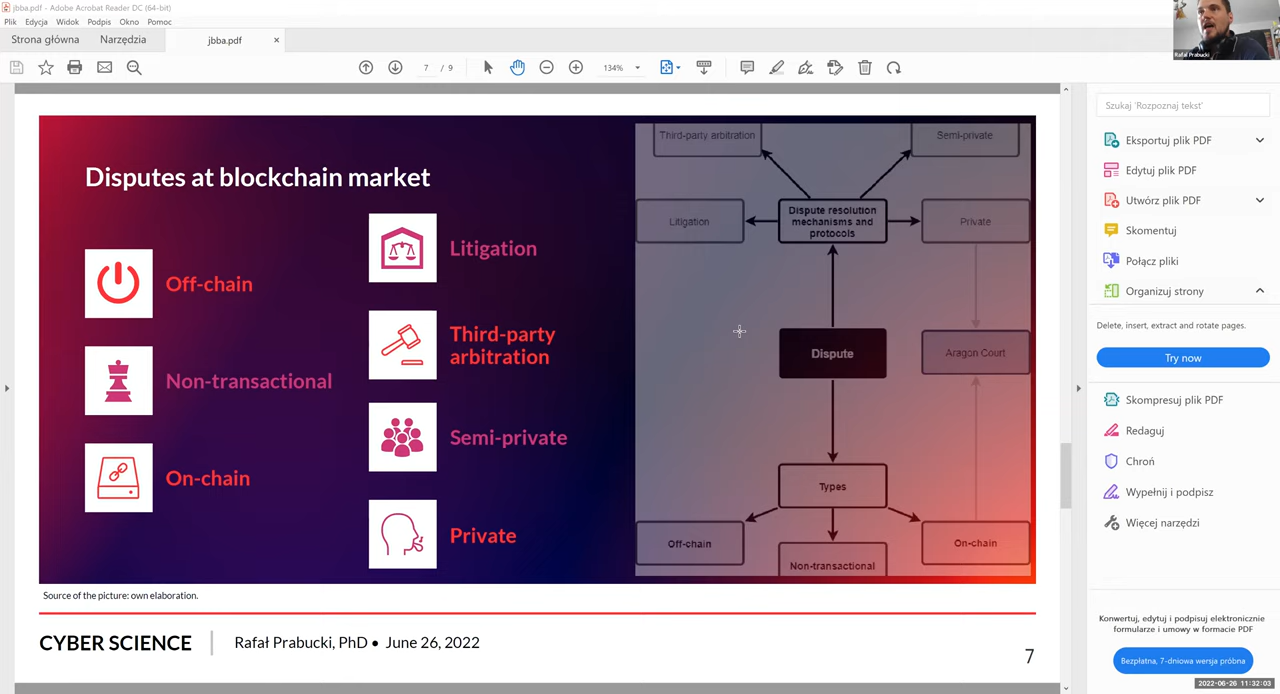 jbba.pdf - Adobe Acrobat Reader DC (64-bit)
Plik Edycja Widok Podpis Okno Pomoc
Strona główna Narzędzia jbba.pdf ×
7 / 9 134%
Rafał Prabucki
Disputes at blockchain market
Off-chain
Non-transactional
On-chain
Litigation
Third-party
arbitration
Semi-private
Private
Third-party arbitration
Semi-private
Litigation
Dispute resolution
mechanisms and
protocols
Private
Dispute
Aragon Court
Types
Off-chain
Non-transactional
On-chain
Source of the picture: own elaboration.
CYBER SCIENCE | Rafał Prabucki, PhD • June 26, 2022
7
Szukaj 'Rozpoznaj tekst'
Eksportuj plik PDF
Edytuj plik PDF
Utwórz plik PDF
Skomentuj
Połącz pliki
Organizuj strony
Delete, insert, extract and rotate pages.
Try now
Skompresuj plik PDF
Redaguj
Chroń
Wypełnij i podpisz
Więcej narzędzi
Konwertuj, edytuj i podpisuj elektronicznie
formularze i umowy w formacie PDF
Bezpłatna, 7-dniowa wersja próbna
2022-06-26 11:32:03